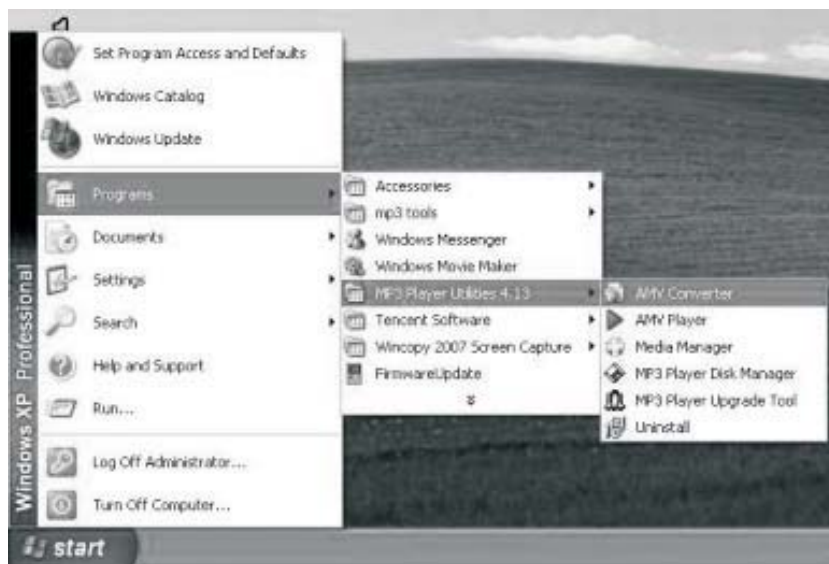 Set Program Access and Defaults
Windows Catalog
Windows Update
Programs
Documents
Settings
Search
Help and Support
Run...
Log Off Administrator...
Turn Off Computer...
Windows XP Professional
start
Accessories
mp3 tools
Windows Messenger
Windows Movie Maker
MP3 Player Utilities 4.13
Tencent Software
Wincopy 2007 Screen Capture
FirmwareUpdate
AMV Converter
AMV Player
Media Manager
MP3 Player Disk Manager
MP3 Player Upgrade Tool
Uninstall